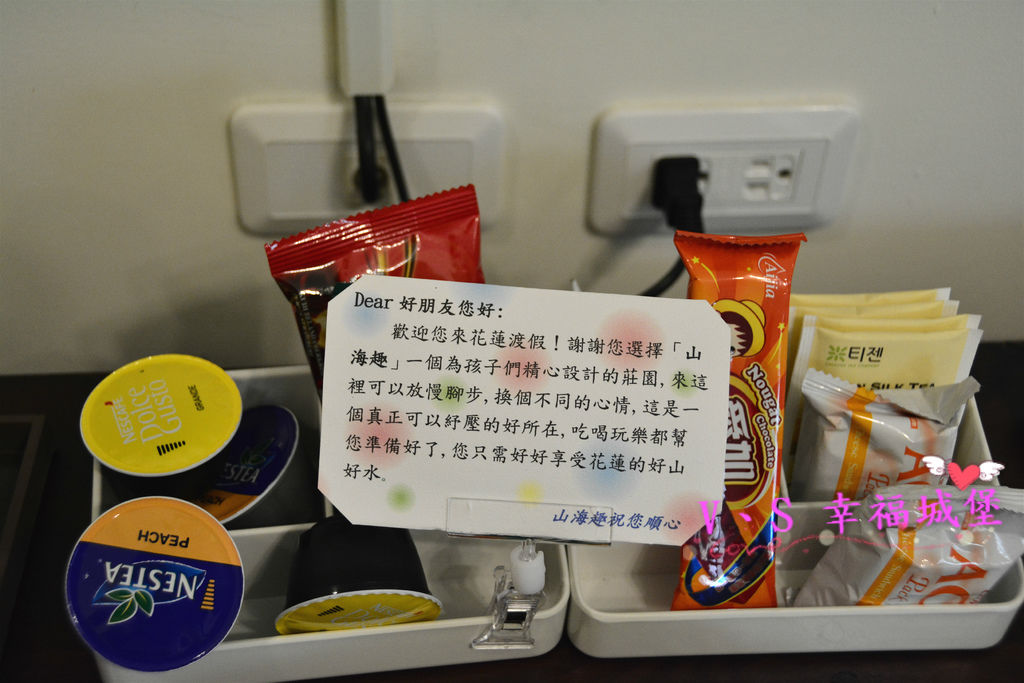 Dear 好朋友您好:
歡迎您來花蓮渡假！謝謝您選擇「山
海趣」一個為孩子們精心設計的莊園,來這
裡可以放慢腳步,換個不同的心情,這是一
個真正可以紓壓的好所在,吃喝玩樂都幫
您準備好了,您只需好好享受花蓮的好山
好水。
山海趣祝您順心
NESCAFÉ
Dolce
Gusto
GRANDE
PEACH
NESTEA
Aijia
Nougat
Chocolate
티젠
SILK TEA
V、S 幸福城堡